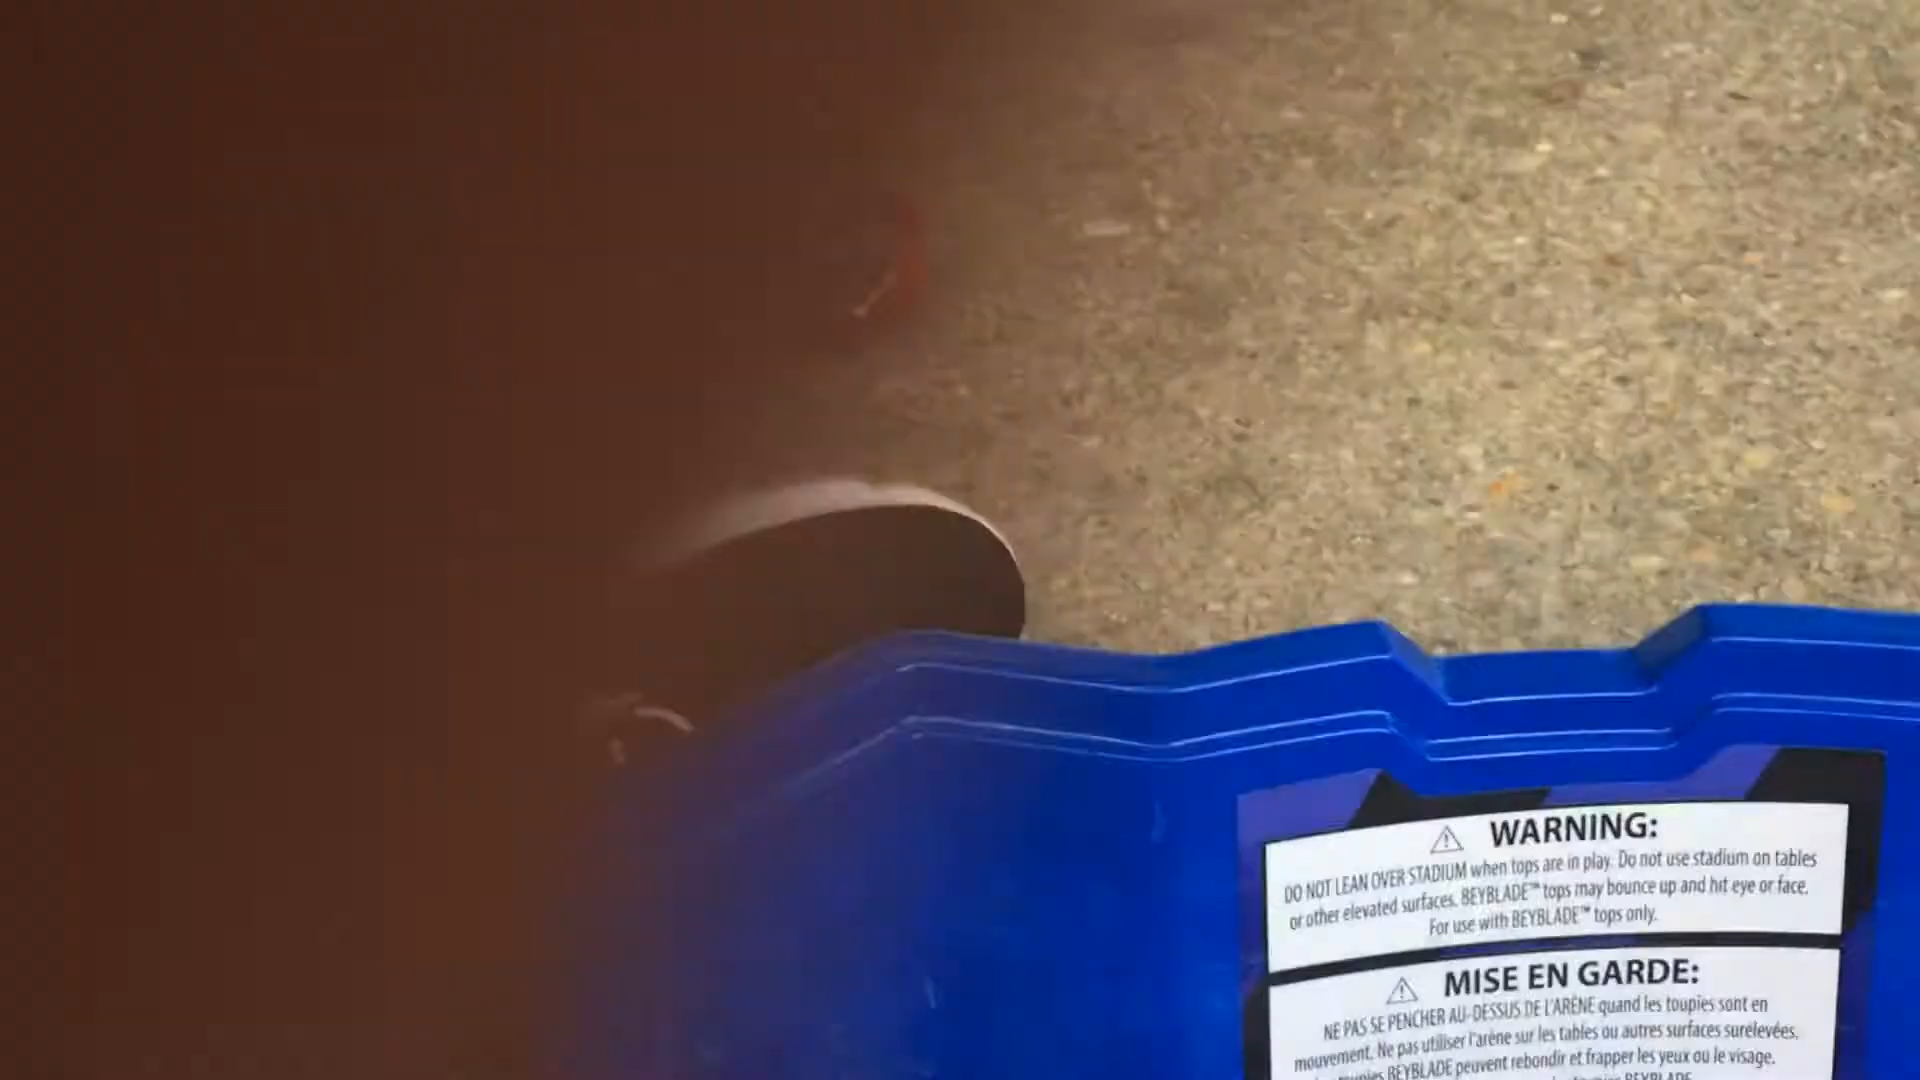 WARNING:
DO NOT LEAN OVER STADIUM when tops are in play. Do not use stadium on tables
or other elevated surfaces. BEYBLADE™ tops may bounce up and hit eye or face.
For use with BEYBLADE™ tops only.
MISE EN GARDE:
NE PAS SE PENCHER AU-DESSUS DE L'ARÈNE quand les toupies sont en
mouvement. Ne pas utiliser l'arène sur les tables ou autres surfaces surélevées.
BEYBLADE peuvent rebondir et frapper les yeux ou le visage.
BEYBLADE